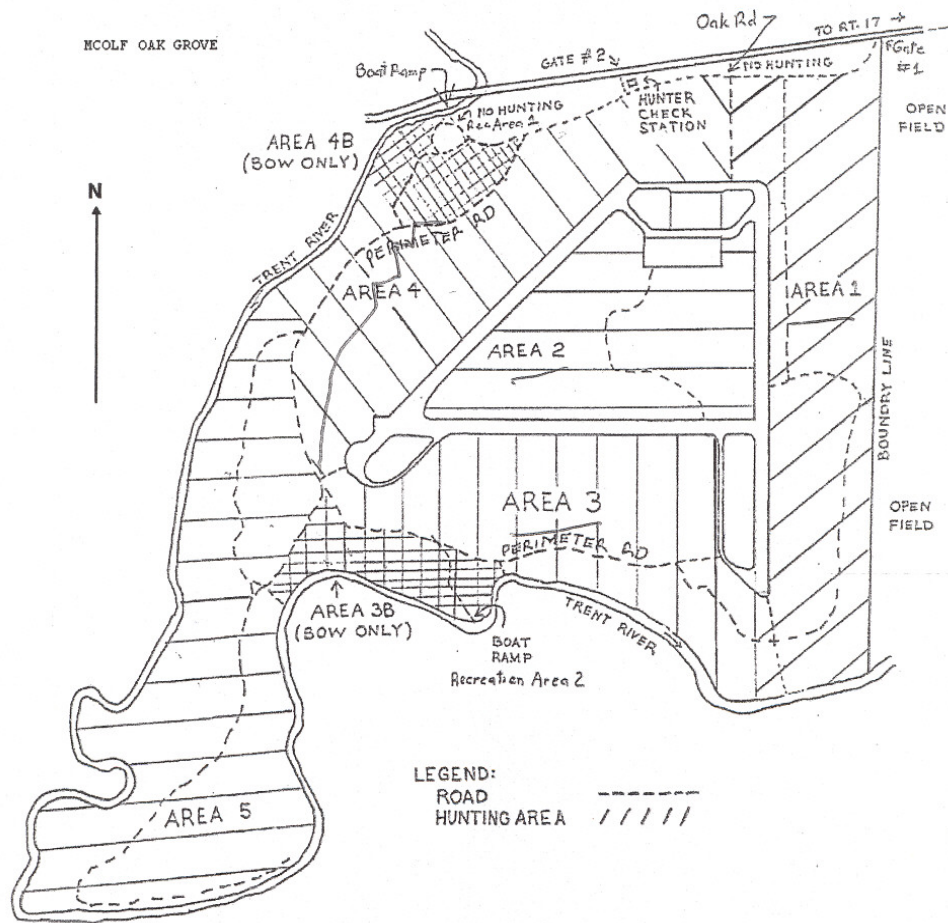 MCOLF OAK GROVE
Oak Rd
TO RT. 17 →
GATE #2
NO HUNTING
Gate
#1
Boat Ramp
NO HUNTING
Rec Area 1
HUNTER
CHECK
STATION
OPEN
FIELD
AREA 4B
(BOW ONLY)
N
TRENT RIVER
PERIMETER RD
AREA 4
AREA 1
AREA 2
BOUNDRY LINE
AREA 3
OPEN
FIELD
PERIMETER RD
AREA 3B
(BOW ONLY)
TRENT RIVER
BOAT
RAMP
Recreation Area 2
LEGEND:
ROAD
HUNTING AREA
AREA 5